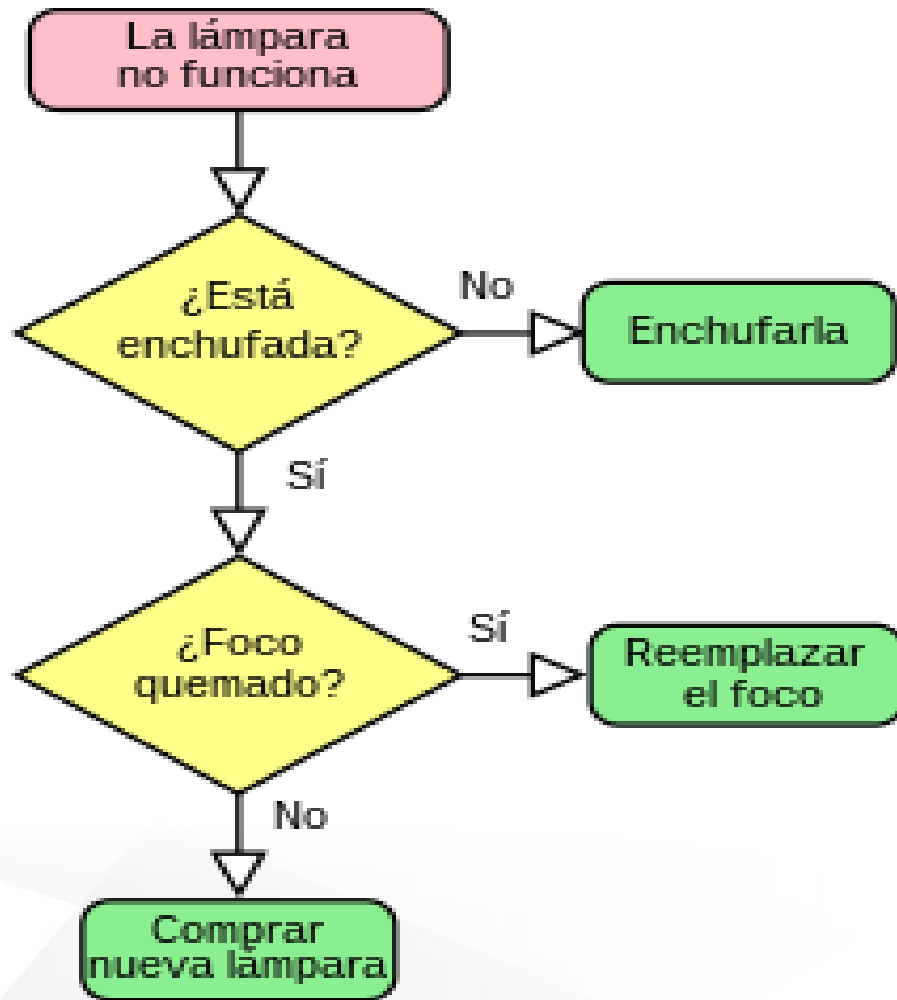 La lámpara
no funciona
¿Está
enchufada?
No
Enchufarla
Sí
¿Foco
quemado?
Sí
Reemplazar
el foco
No
Comprar
nueva lámpara